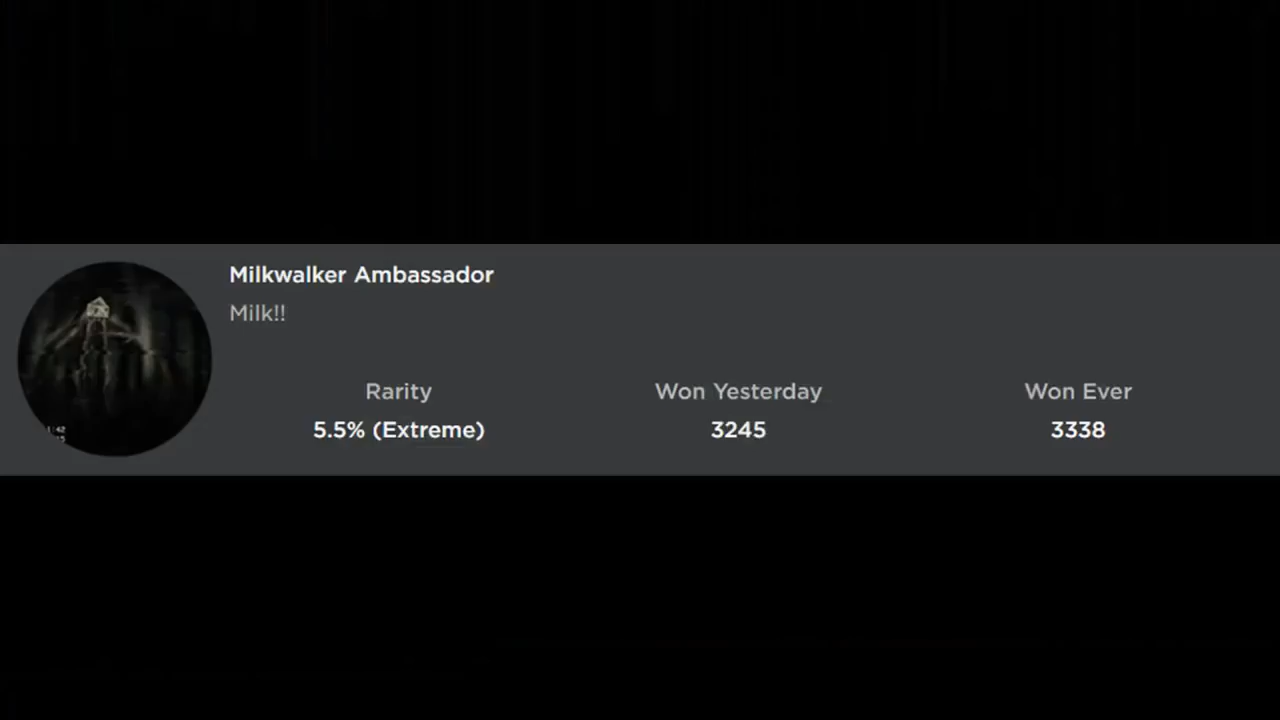 Milkwalker Ambassador
Milk!!
Rarity
Won Yesterday
Won Ever
5.5% (Extreme)
3245
3338